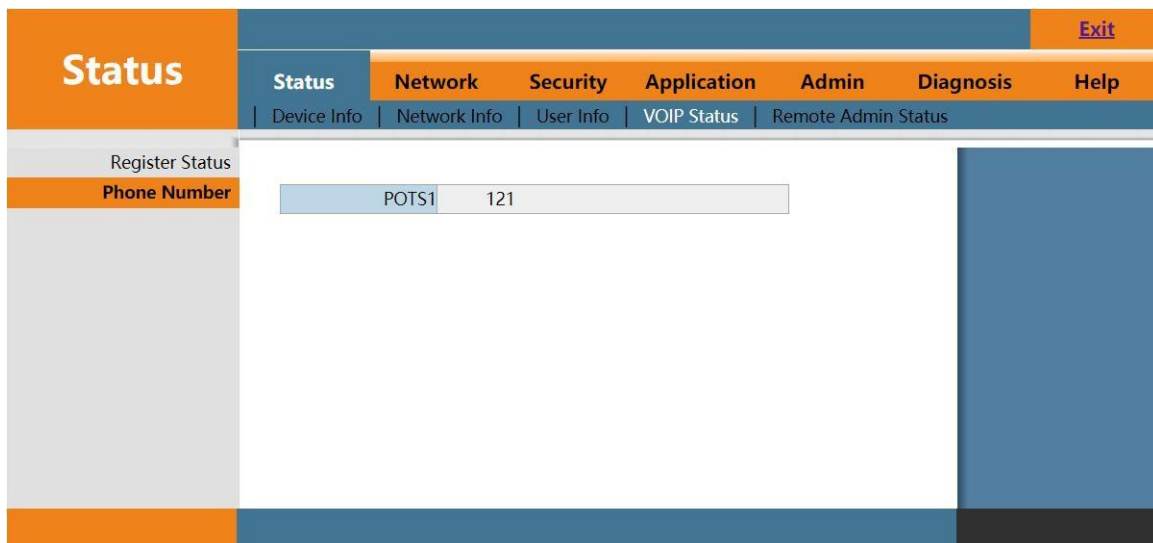 Exit
Status
Status Network Security Application Admin Diagnosis Help
Device Info | Network Info | User Info | VOIP Status | Remote Admin Status
Register Status
Phone Number
POTS1 121